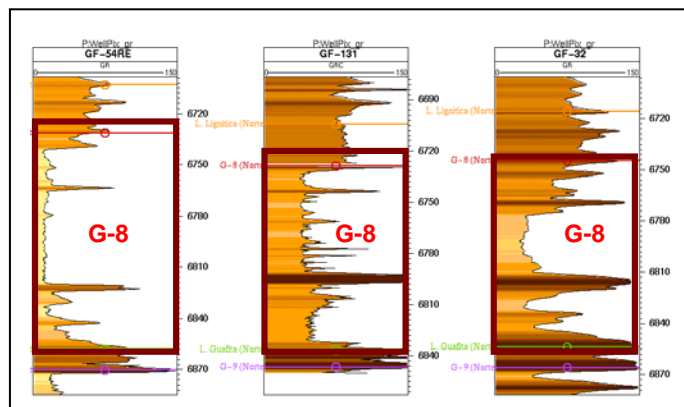 P:WellPix_gr
GF-54RE
GR
0 150
6720
6750
6780
6810
6840
6870
G-8
P:WellPix_gr
GF-131
GRC
0 150
6690
6720
6750
6780
6810
6840
L. Lignitica (Norte
G-8 (Norte
L. Guafita (Norte
G-9 (Norte
G-8
P:WellPix_gr
GF-32
GR
0 150
6720
6750
6780
6810
6840
6870
L. Lignitica (Norte
G-8 (Norte
L. Guafita (Norte
G-9 (Norte
G-8